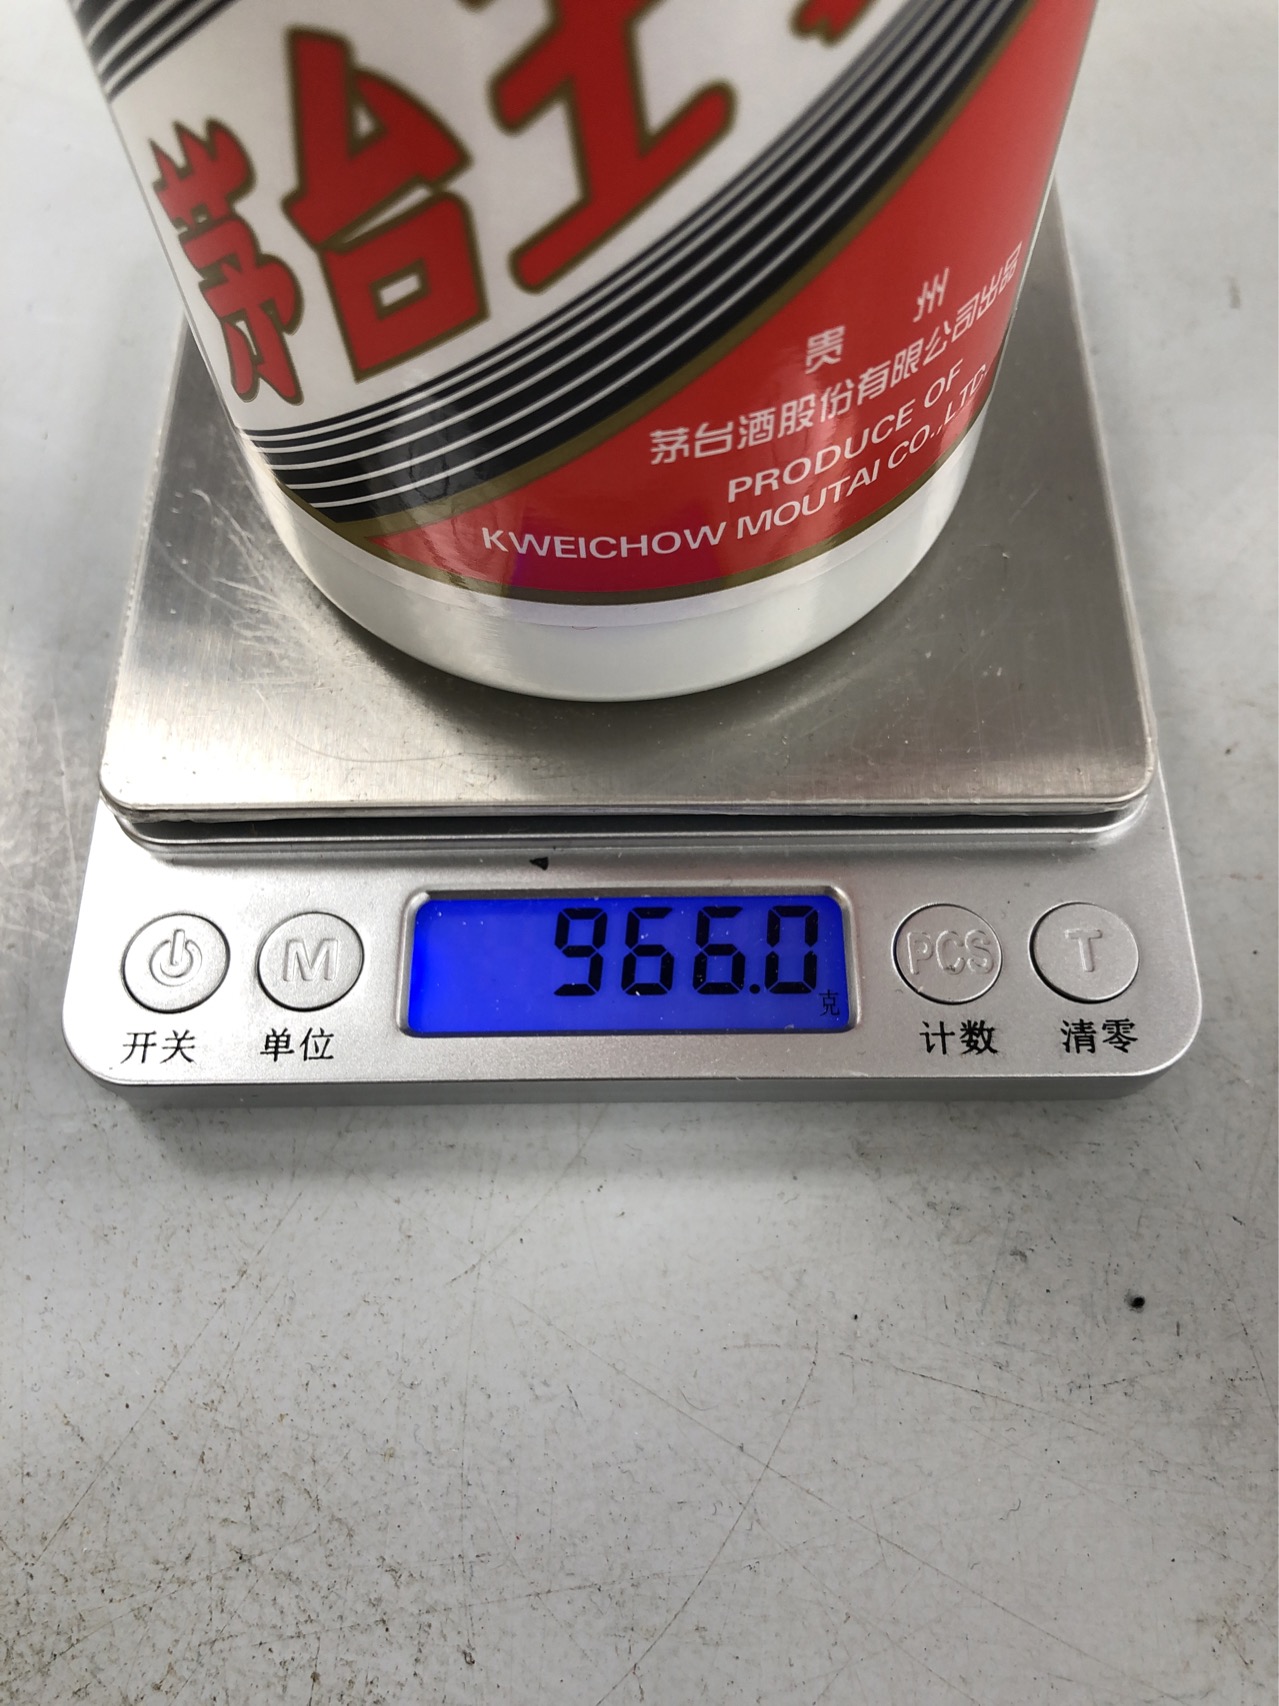 茅台王
贵州
茅台酒股份有限公司出品
PRODUCE OF
KWEICHOW MOUTAI CO.,LTD.
966.0
克
M
PCS
T
开关
单位
计数
清零